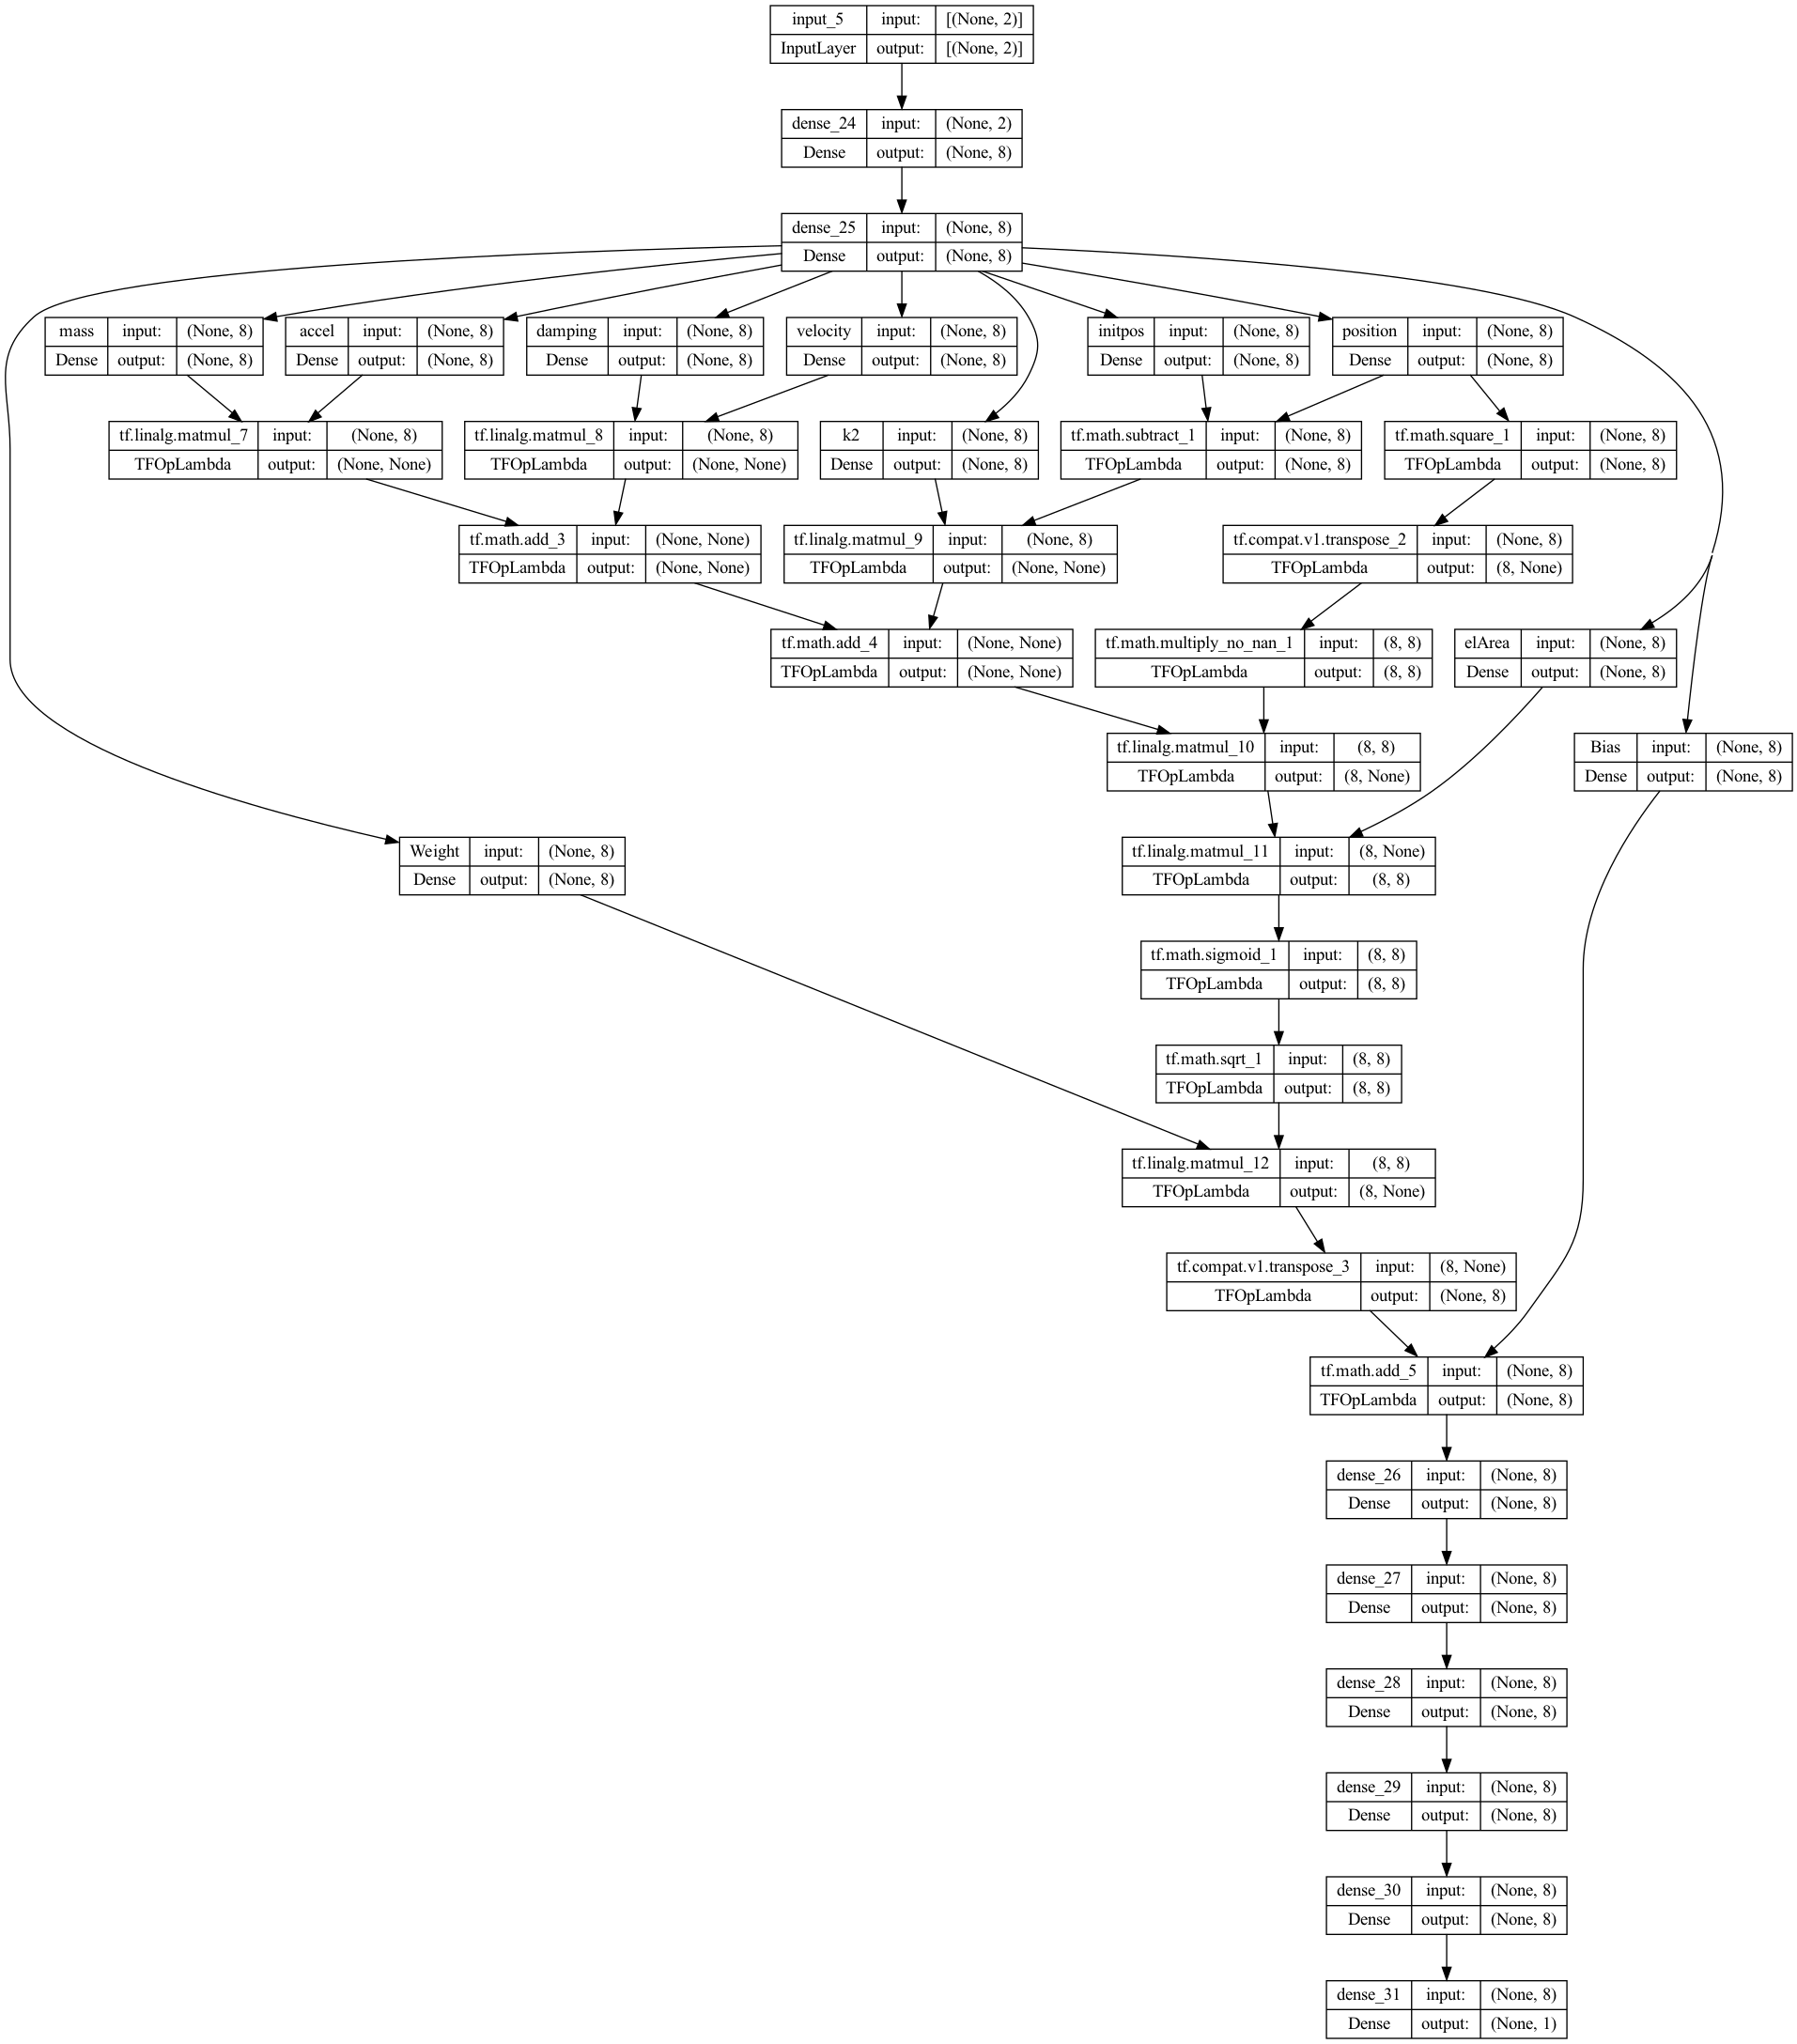 input_5 input: [(None, 2)]
InputLayer output: [(None, 2)]
dense_24 input: (None, 2)
Dense output: (None, 8)
dense_25 input: (None, 8)
Dense output: (None, 8)
mass input: (None, 8)
Dense output: (None, 8)
accel input: (None, 8)
Dense output: (None, 8)
damping input: (None, 8)
Dense output: (None, 8)
velocity input: (None, 8)
Dense output: (None, 8)
initpos input: (None, 8)
Dense output: (None, 8)
position input: (None, 8)
Dense output: (None, 8)
tf.linalg.matmul_7 input: (None, 8)
TFOpLambda output: (None, None)
tf.linalg.matmul_8 input: (None, 8)
TFOpLambda output: (None, None)
k2 input: (None, 8)
Dense output: (None, 8)
tf.math.subtract_1 input: (None, 8)
TFOpLambda output: (None, 8)
tf.math.square_1 input: (None, 8)
TFOpLambda output: (None, 8)
tf.math.add_3 input: (None, None)
TFOpLambda output: (None, None)
tf.linalg.matmul_9 input: (None, 8)
TFOpLambda output: (None, None)
tf.compat.v1.transpose_2 input: (None, 8)
TFOpLambda output: (8, None)
tf.math.add_4 input: (None, None)
TFOpLambda output: (None, None)
tf.math.multiply_no_nan_1 input: (8, 8)
TFOpLambda output: (8, 8)
elArea input: (None, 8)
Dense output: (None, 8)
tf.linalg.matmul_10 input: (8, 8)
TFOpLambda output: (8, None)
Bias input: (None, 8)
Dense output: (None, 8)
Weight input: (None, 8)
Dense output: (None, 8)
tf.linalg.matmul_11 input: (8, None)
TFOpLambda output: (8, 8)
tf.math.sigmoid_1 input: (8, 8)
TFOpLambda output: (8, 8)
tf.math.sqrt_1 input: (8, 8)
TFOpLambda output: (8, 8)
tf.linalg.matmul_12 input: (8, 8)
TFOpLambda output: (8, None)
tf.compat.v1.transpose_3 input: (8, None)
TFOpLambda output: (None, 8)
tf.math.add_5 input: (None, 8)
TFOpLambda output: (None, 8)
dense_26 input: (None, 8)
Dense output: (None, 8)
dense_27 input: (None, 8)
Dense output: (None, 8)
dense_28 input: (None, 8)
Dense output: (None, 8)
dense_29 input: (None, 8)
Dense output: (None, 8)
dense_30 input: (None, 8)
Dense output: (None, 8)
dense_31 input: (None, 8)
Dense output: (None, 1)